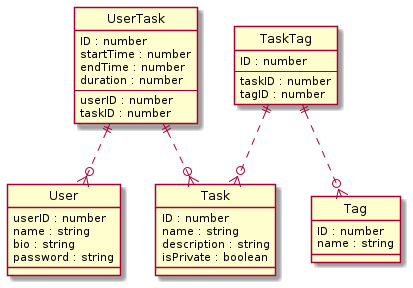 UserTask
ID : number
startTime : number
endTime : number
duration : number
userID : number
taskID : number
TaskTag
ID : number
taskID : number
tagID : number
User
userID : number
name : string
bio : string
password : string
Task
ID : number
name : string
description : string
isPrivate : boolean
Tag
ID : number
name : string